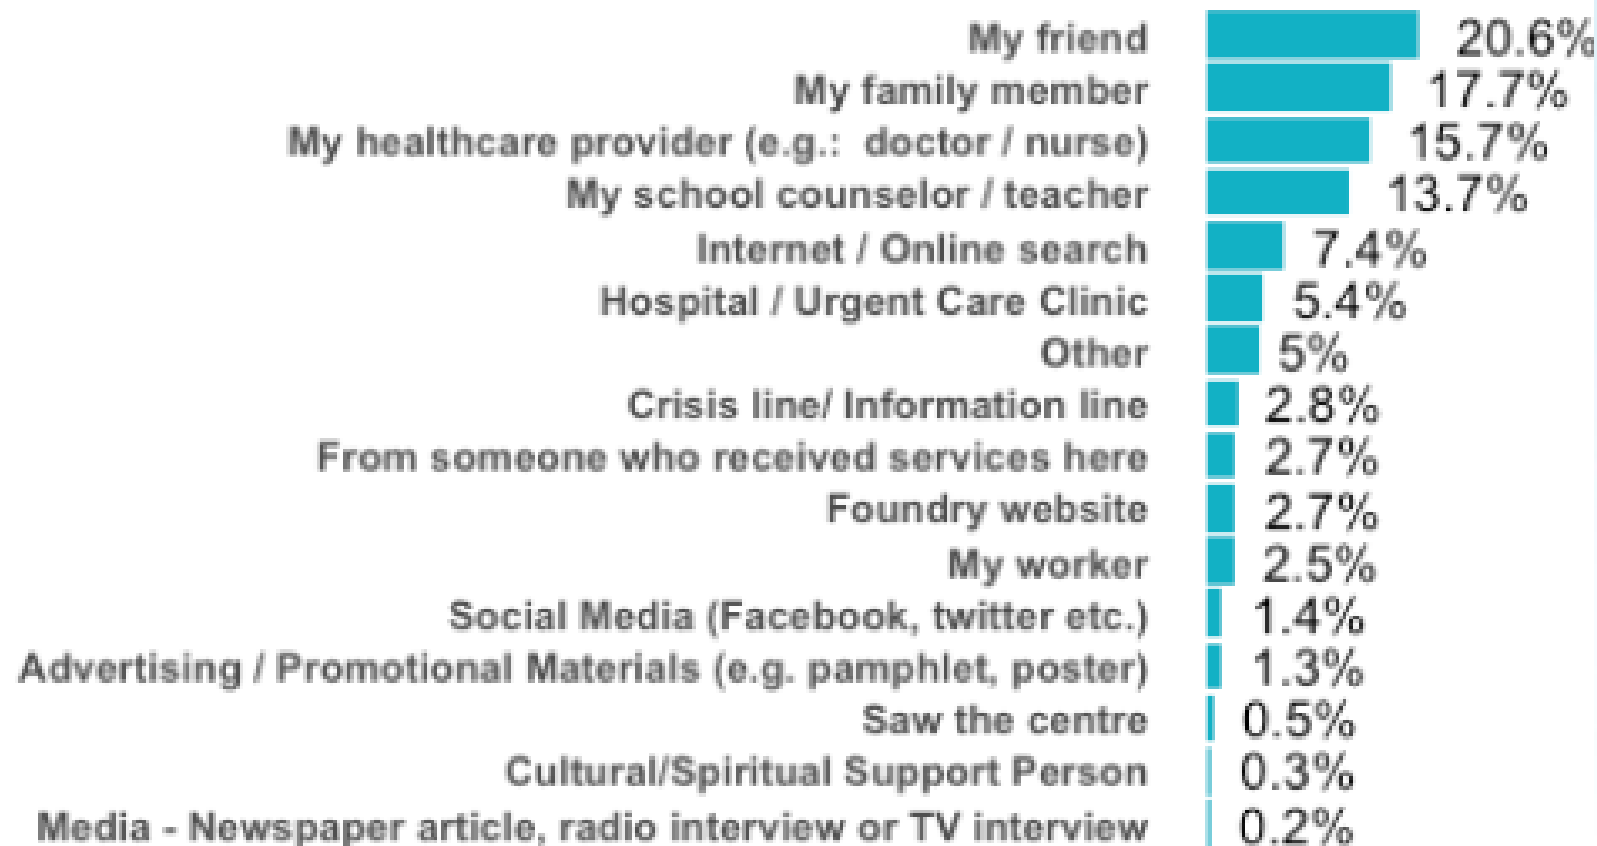 My friend 20.6%
My family member 17.7%
My healthcare provider (e.g.: doctor / nurse) 15.7%
My school counselor / teacher 13.7%
Internet / Online search 7.4%
Hospital / Urgent Care Clinic 5.4%
Other 5%
Crisis line/ Information line 2.8%
From someone who received services here 2.7%
Foundry website 2.7%
My worker 2.5%
Social Media (Facebook, twitter etc.) 1.4%
Advertising / Promotional Materials (e.g. pamphlet, poster) 1.3%
Saw the centre 0.5%
Cultural/Spiritual Support Person 0.3%
Media - Newspaper article, radio interview or TV interview 0.2%